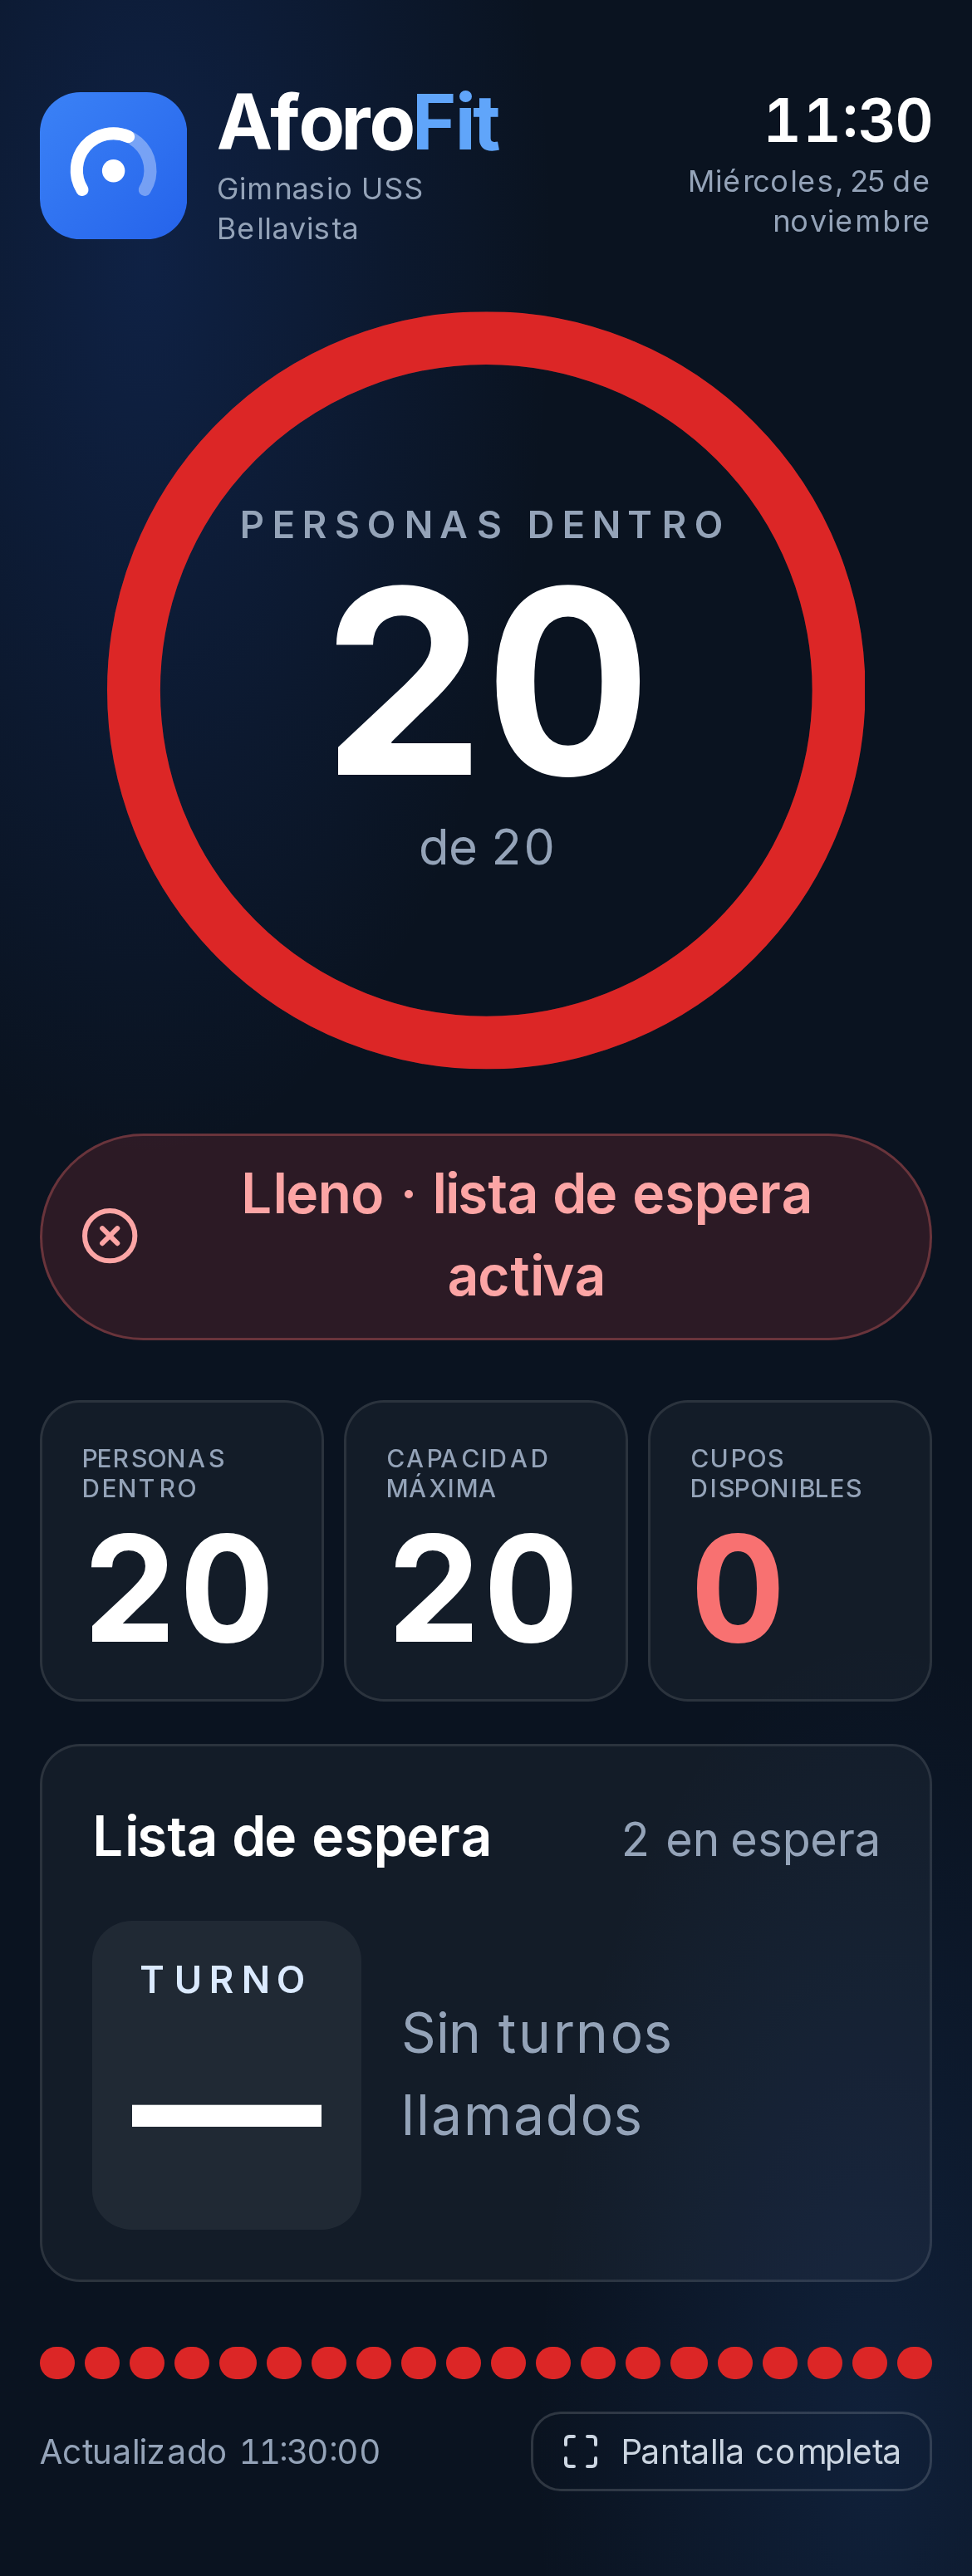 AforoFit
Gimnasio USS
Bellavista
11:30
Miércoles, 25 de
noviembre
PERSONAS DENTRO
20
de 20
Lleno · lista de espera
activa
PERSONAS
DENTRO
20
CAPACIDAD
MÁXIMA
20
CUPOS
DISPONIBLES
0
Lista de espera
2 en espera
TURNO
—
Sin turnos
llamados
Actualizado 11:30:00
Pantalla completa